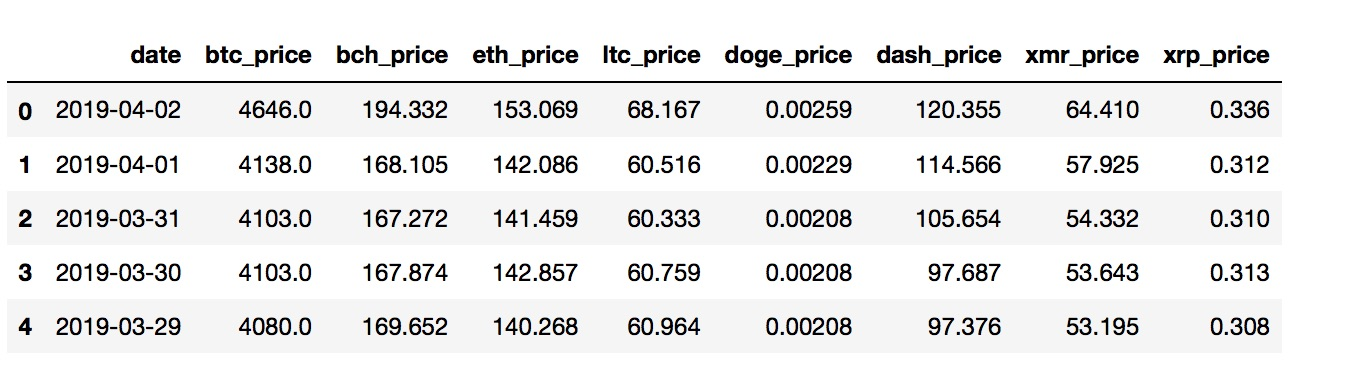 date btc_price bch_price eth_price ltc_price doge_price dash_price xmr_price xrp_price
0 2019-04-02 4646.0 194.332 153.069 68.167 0.00259 120.355 64.410 0.336
1 2019-04-01 4138.0 168.105 142.086 60.516 0.00229 114.566 57.925 0.312
2 2019-03-31 4103.0 167.272 141.459 60.333 0.00208 105.654 54.332 0.310
3 2019-03-30 4103.0 167.874 142.857 60.759 0.00208 97.687 53.643 0.313
4 2019-03-29 4080.0 169.652 140.268 60.964 0.00208 97.376 53.195 0.308